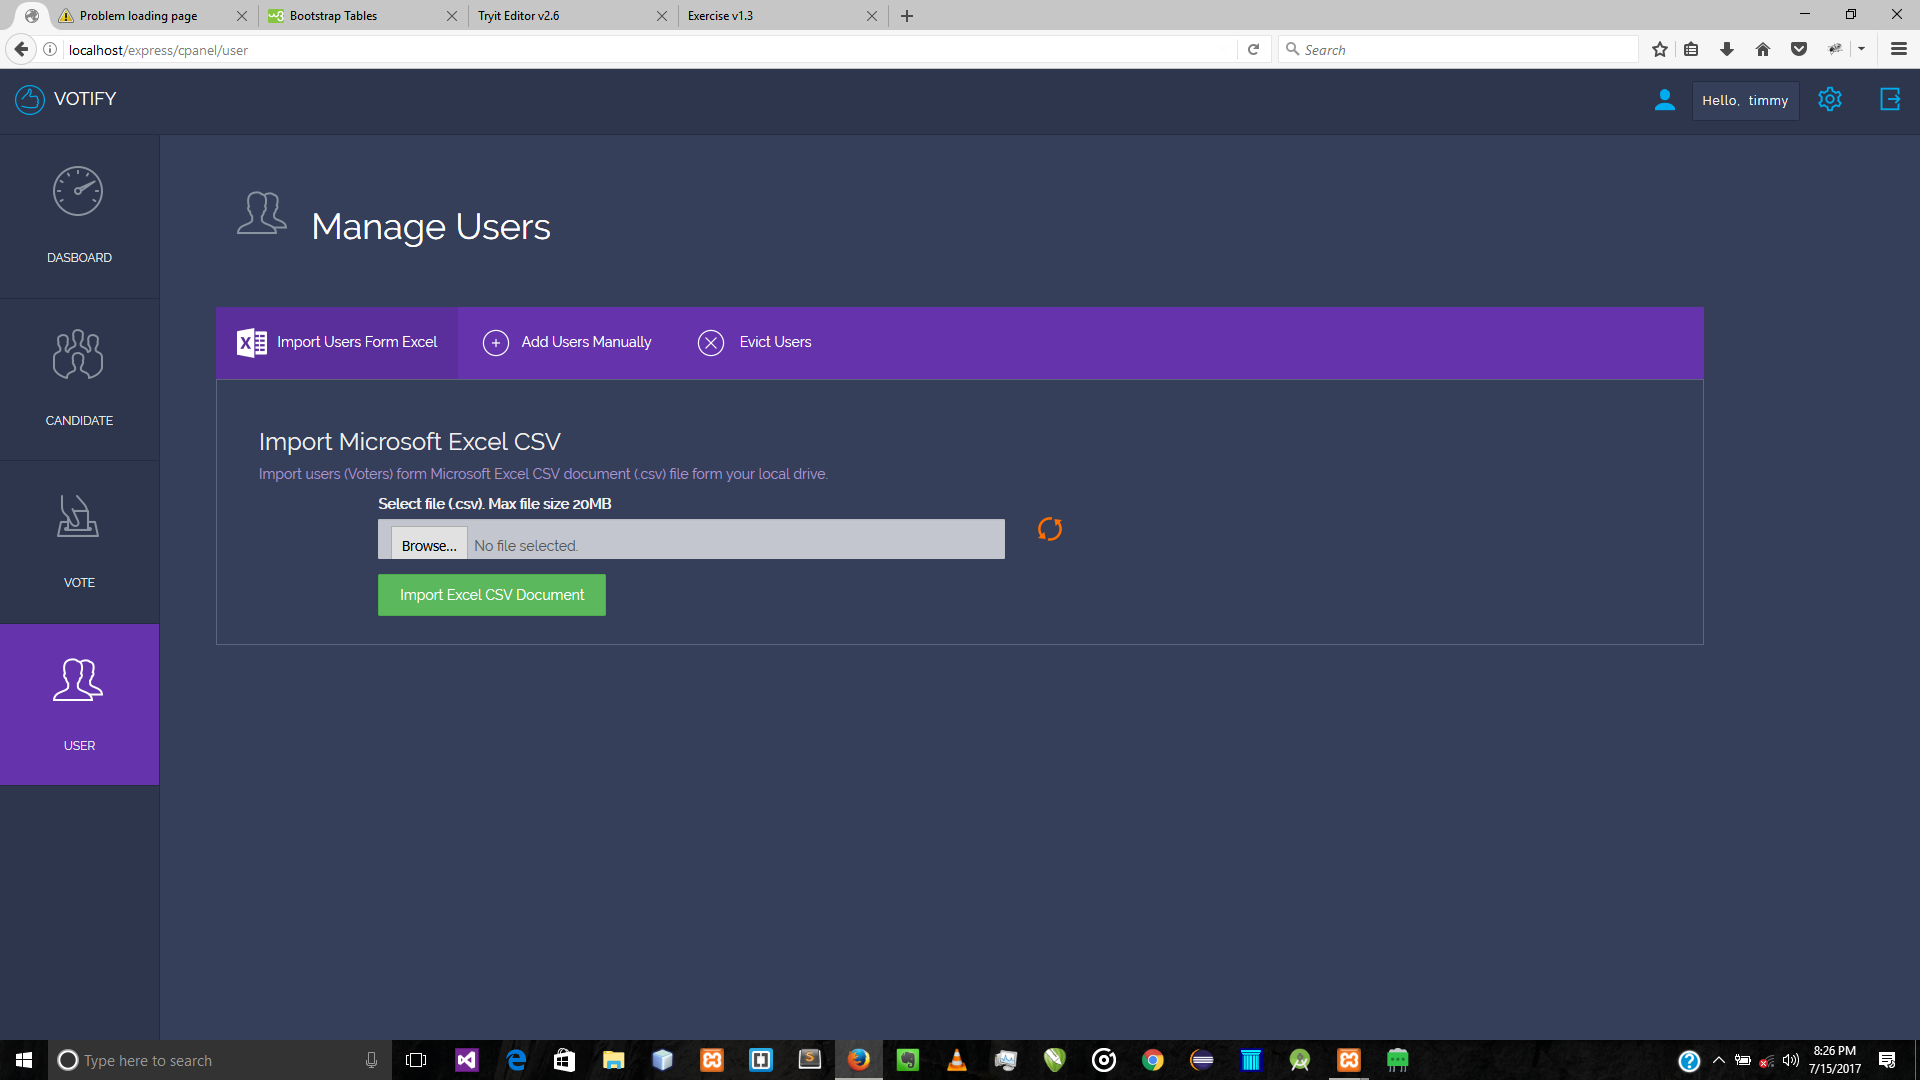 Problem loading page
Bootstrap Tables
Tryit Editor v2.6
Exercise v1.3
localhost/express/cpanel/user
Search
VOTIFY
Hello, timmy
DASBOARD
CANDIDATE
VOTE
USER
Manage Users
Import Users Form Excel
Add Users Manually
Evict Users
Import Microsoft Excel CSV
Import users (Voters) form Microsoft Excel CSV document (.csv) file form your local drive.
Select file (.csv). Max file size 20MB
Browse... No file selected.
Import Excel CSV Document
Type here to search
8:26 PM
7/15/2017